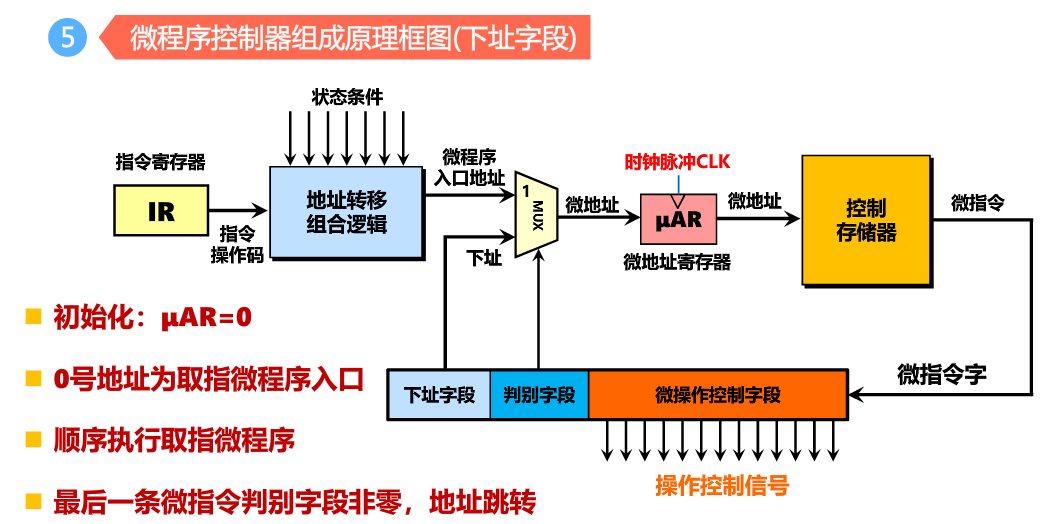 5
微程序控制器组成原理框图(下址字段)
状态条件
指令寄存器
IR
指令
操作码
地址转移
组合逻辑
微程序
入口地址
下址
1
MUX
微地址
时钟脉冲CLK
μAR
微地址寄存器
微地址
控制
存储器
微指令
微指令字
下址字段
判别字段
微操作控制字段
操作控制信号
初始化：μAR=0
0号地址为取指微程序入口
顺序执行取指微程序
最后一条微指令判别字段非零，地址跳转